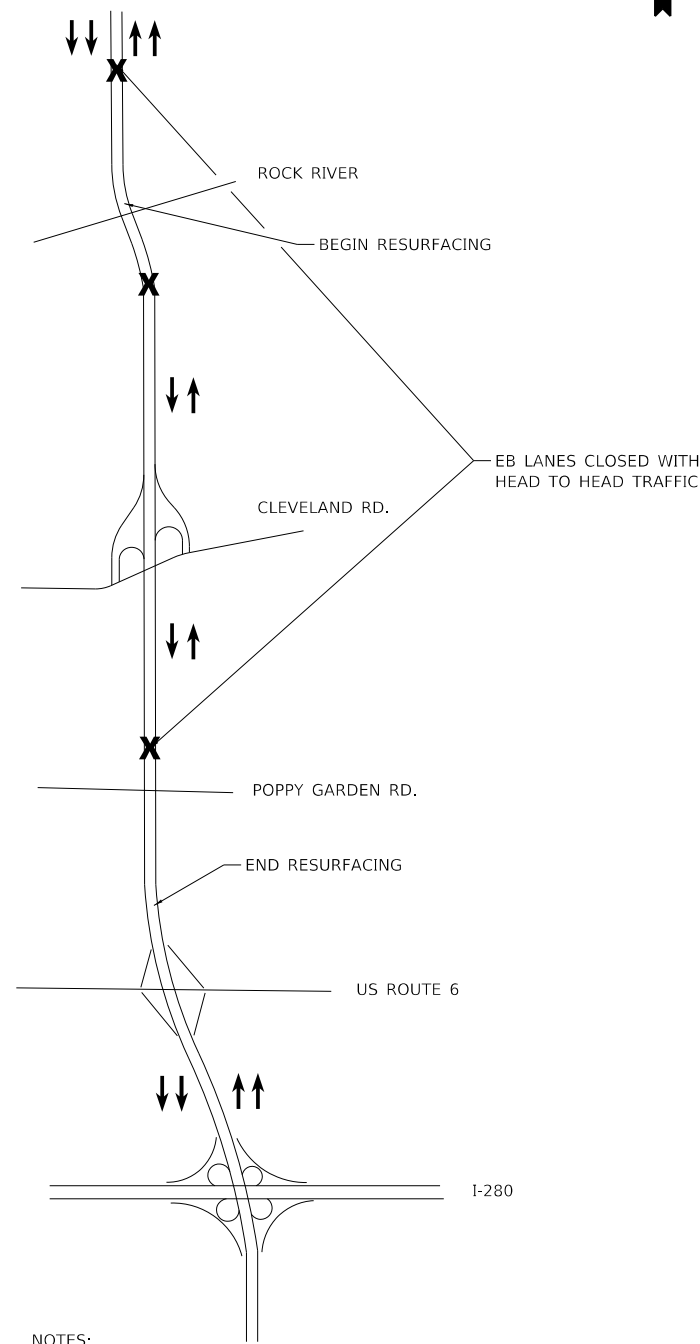 X
ROCK RIVER
BEGIN RESURFACING
X
EB LANES CLOSED WITH
HEAD TO HEAD TRAFFIC
CLEVELAND RD.
X
POPPY GARDEN RD.
END RESURFACING
US ROUTE 6
I-280
NOTES: